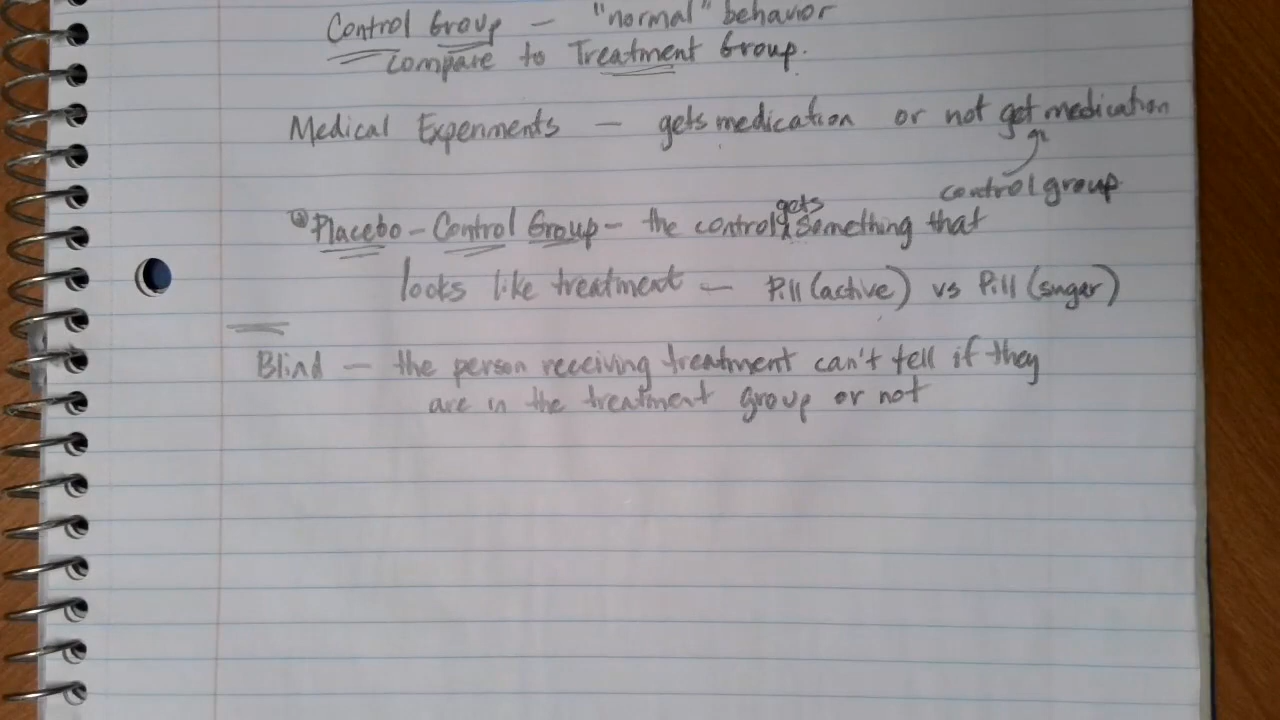 Control Group – "normal" behavior
compare to Treatment Group.
Medical Experiments – gets medication or not get medication
control group
Placebo-Control Group – the control gets something that
looks like treatment – Pill (active) vs Pill (sugar)
Blind – the person receiving treatment can't tell if they
are in the treatment group or not